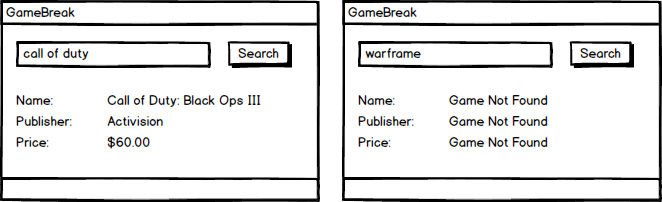 GameBreak
call of duty
Search
Name: Call of Duty: Black Ops III
Publisher: Activision
Price: $60.00
GameBreak
warframe
Search
Name: Game Not Found
Publisher: Game Not Found
Price: Game Not Found